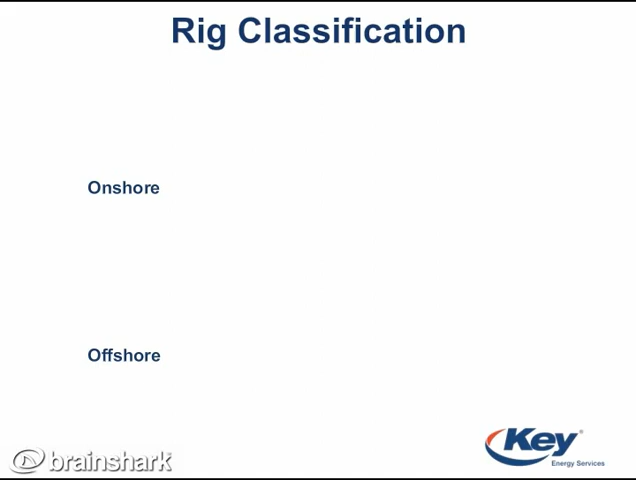 Rig Classification
Onshore
Offshore
Key®
Energy Services
brainshark